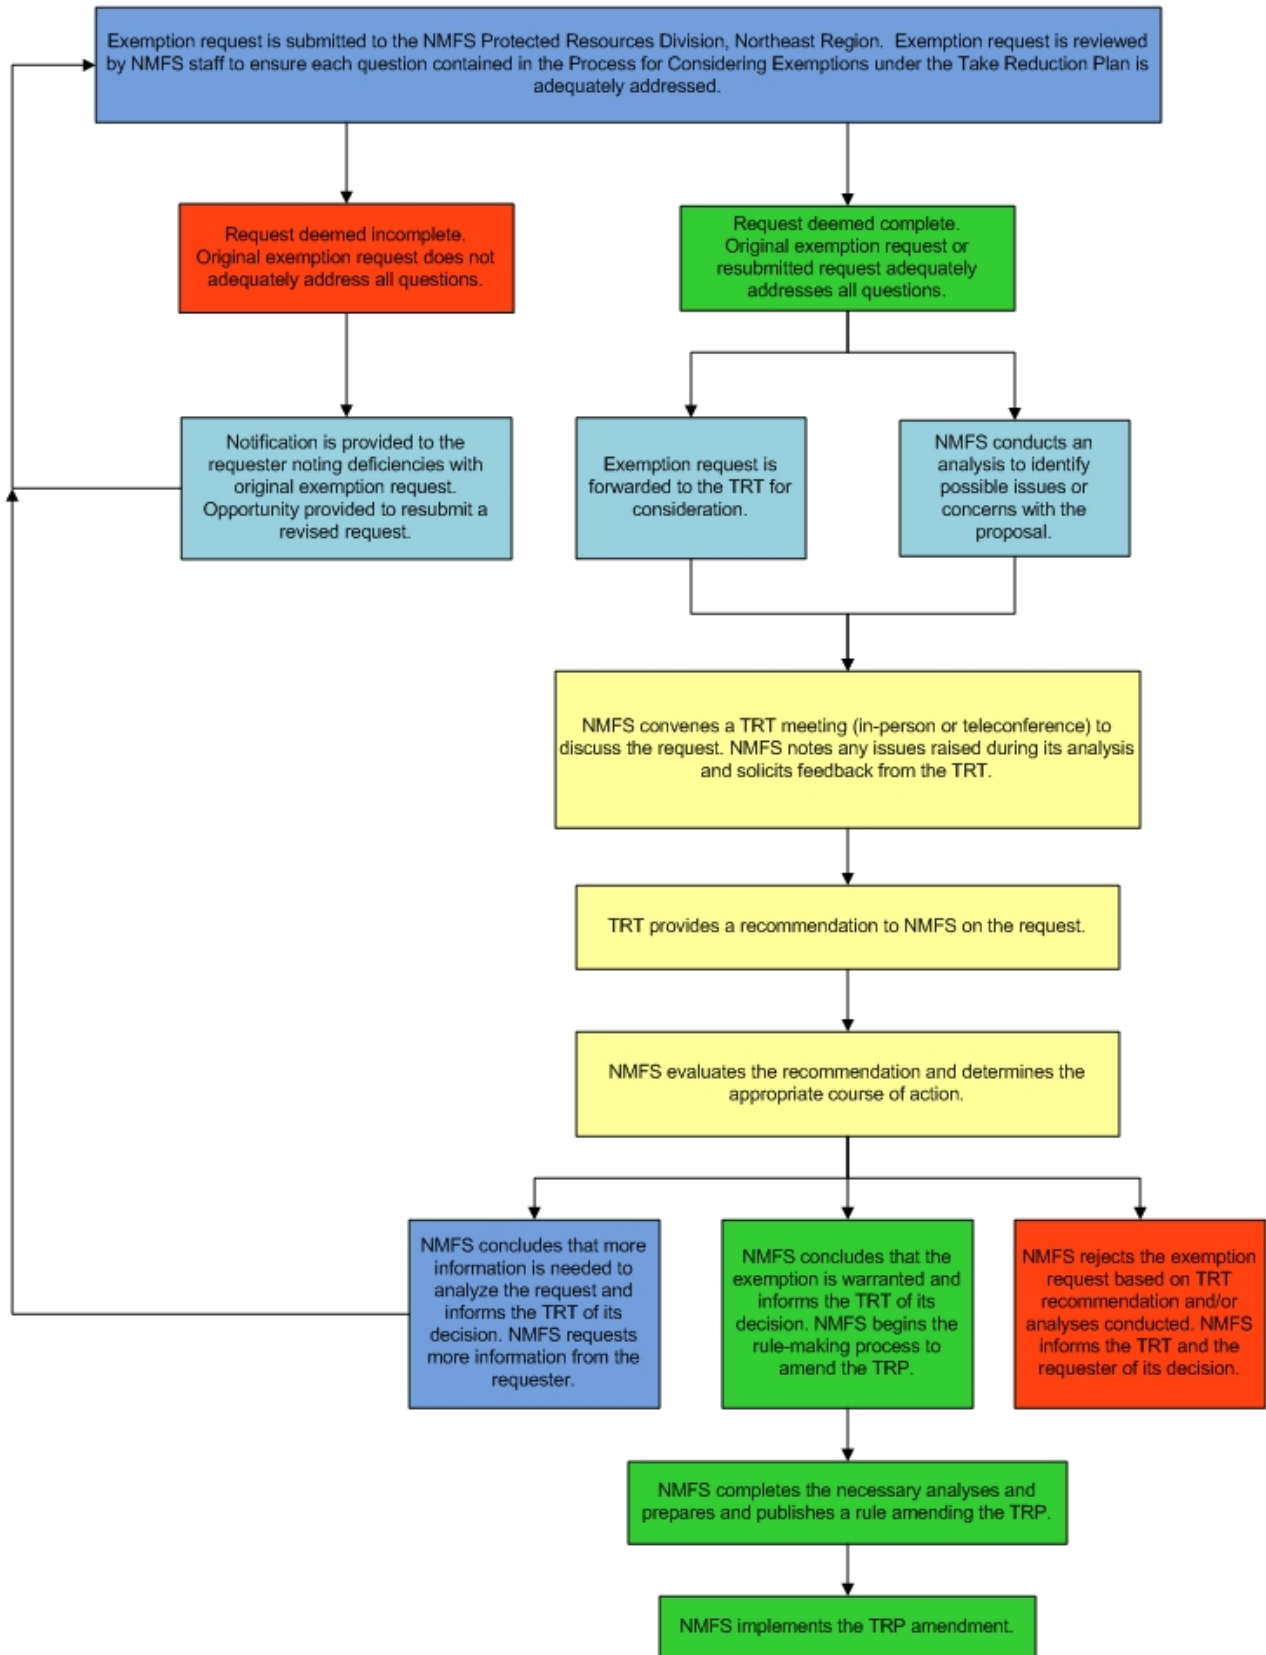 Exemption request is submitted to the NMFS Protected Resources Division, Northeast Region.  Exemption request is reviewed
by NMFS staff to ensure each question contained in the Process for Considering Exemptions under the Take Reduction Plan is
adequately addressed.
Request deemed incomplete.
Original exemption request does not
adequately address all questions.
Request deemed complete.
Original exemption request or
resubmitted request adequately
addresses all questions.
Notification is provided to the
requester noting deficiencies with
original exemption request.
Opportunity provided to resubmit a
revised request.
Exemption request is
forwarded to the TRT for
consideration.
NMFS conducts an
analysis to identify
possible issues or
concerns with the
proposal.
NMFS convenes a TRT meeting (in-person or teleconference) to
discuss the request. NMFS notes any issues raised during its analysis
and solicits feedback from the TRT.
TRT provides a recommendation to NMFS on the request.
NMFS evaluates the recommendation and determines the
appropriate course of action.
NMFS concludes that more
information is needed to
analyze the request and
informs the TRT of its
decision. NMFS requests
more information from the
requester.
NMFS concludes that the
exemption is warranted and
informs the TRT of its
decision. NMFS begins the
rule-making process to
amend the TRP.
NMFS rejects the exemption
request based on TRT
recommendation and/or
analyses conducted. NMFS
informs the TRT and the
requester of its decision.
NMFS completes the necessary analyses and
prepares and publishes a rule amending the TRP.
NMFS implements the TRP amendment.